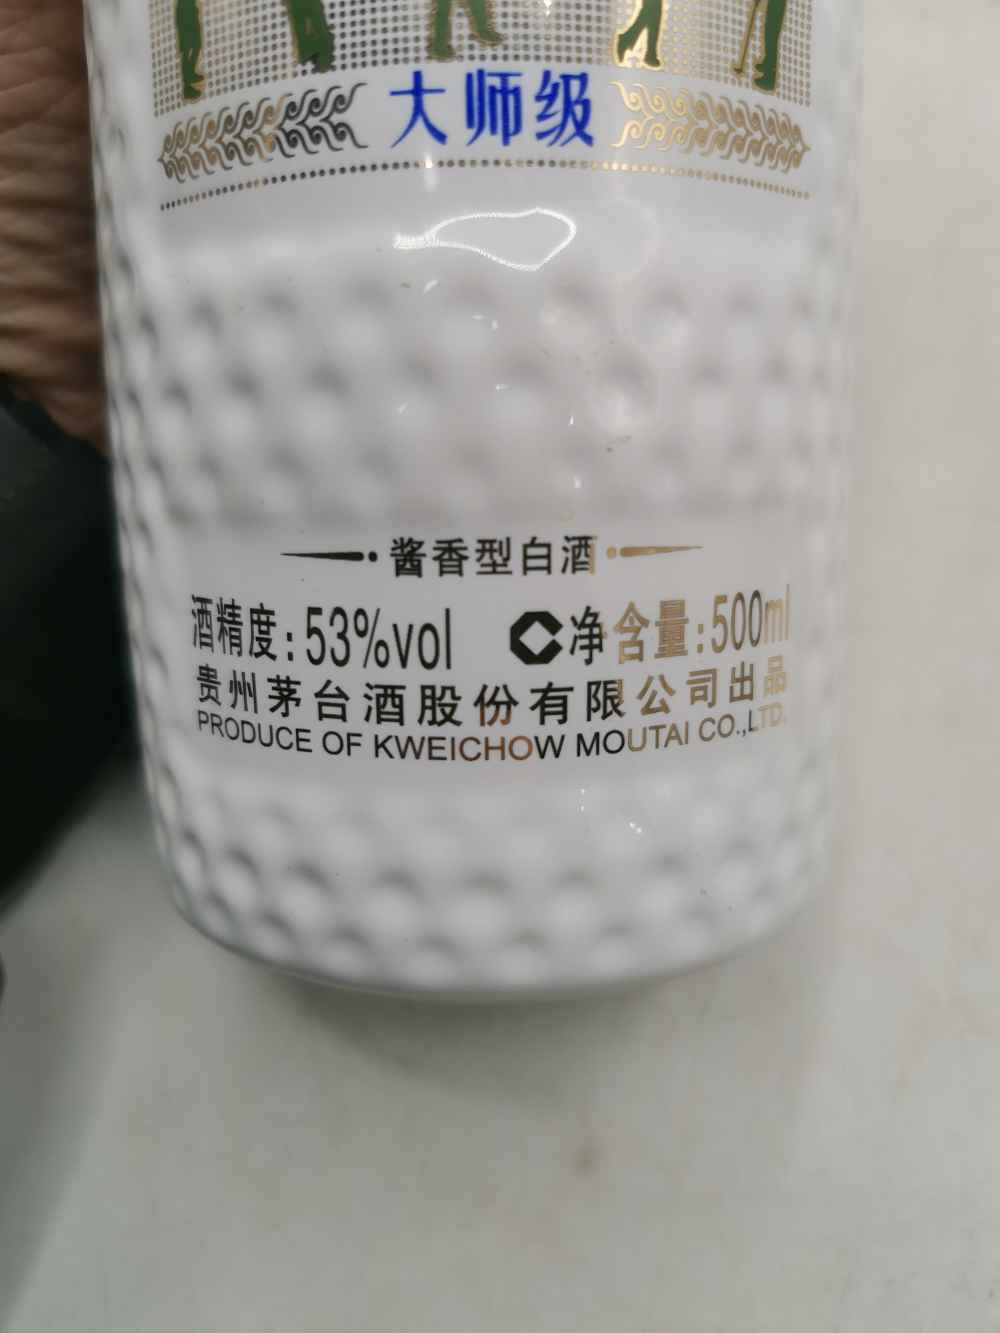 大师级
酱香型白酒
酒精度:53%vol 净含量:500ml
贵州茅台酒股份有限公司出品
PRODUCE OF KWEICHOW MOUTAI CO.,LTD.